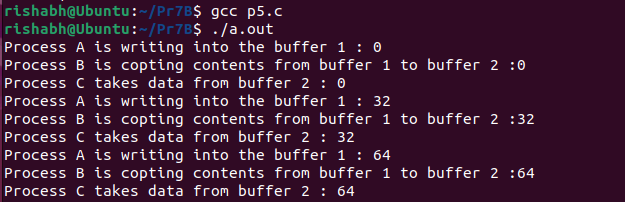 rishabh@Ubuntu:~/Pr7B$ gcc p5.c
rishabh@Ubuntu:~/Pr7B$ ./a.out
Process A is writing into the buffer 1 : 0
Process B is copting contents from buffer 1 to buffer 2 :0
Process C takes data from buffer 2 : 0
Process A is writing into the buffer 1 : 32
Process B is copting contents from buffer 1 to buffer 2 :32
Process C takes data from buffer 2 : 32
Process A is writing into the buffer 1 : 64
Process B is copting contents from buffer 1 to buffer 2 :64
Process C takes data from buffer 2 : 64